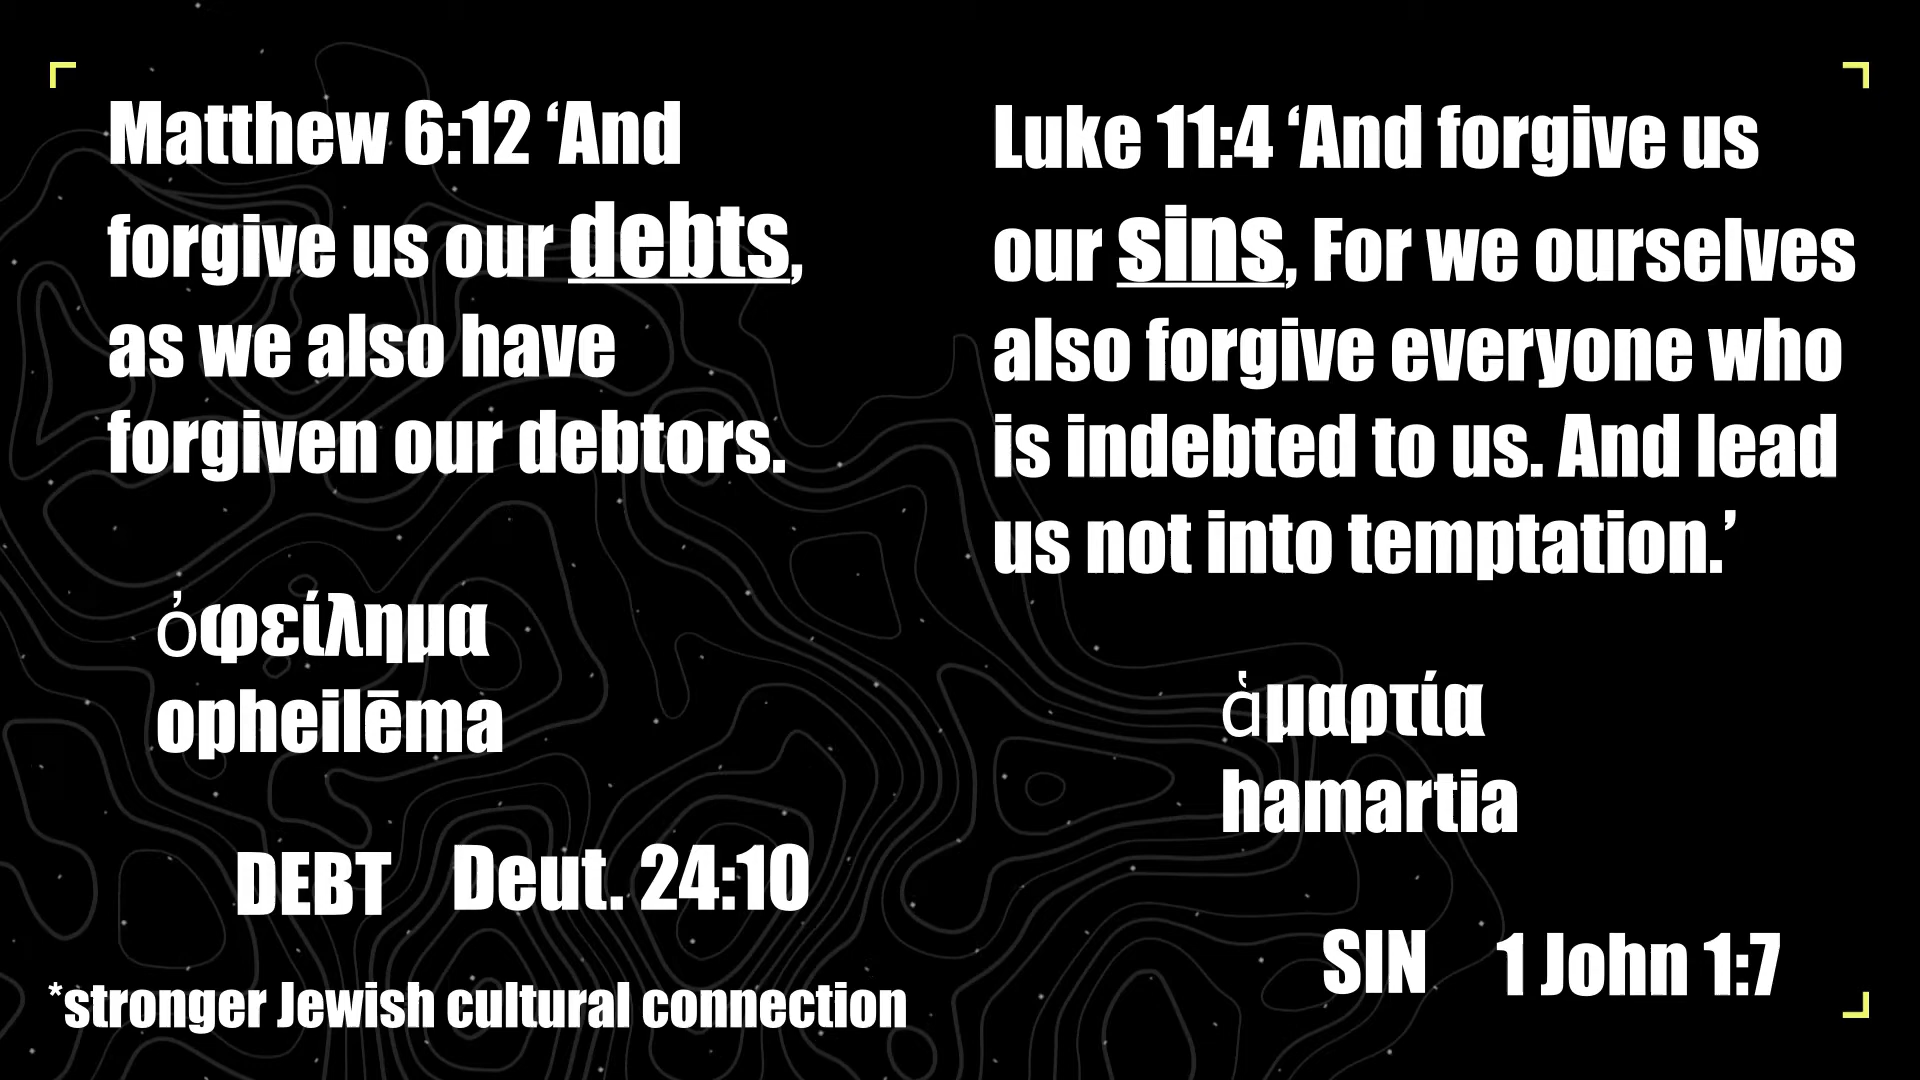 Matthew 6:12 ‘And
forgive us our debts,
as we also have
forgiven our debtors.
ὀφείλημα
opheilēma
DEBT Deut. 24:10
*stronger Jewish cultural connection
Luke 11:4 ‘And forgive us
our sins, For we ourselves
also forgive everyone who
is indebted to us. And lead
us not into temptation.’
ἁμαρτία
hamartia
SIN 1 John 1:7